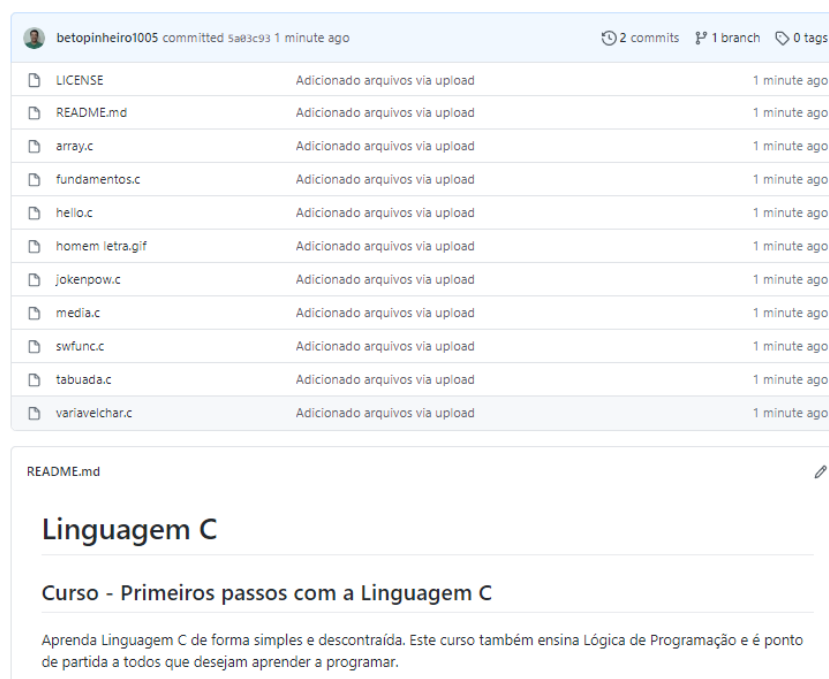 betopinheiro1005 committed 5a03c93 1 minute ago 2 commits 1 branch 0 tags
LICENSE Adicionado arquivos via upload 1 minute ago
README.md Adicionado arquivos via upload 1 minute ago
array.c Adicionado arquivos via upload 1 minute ago
fundamentos.c Adicionado arquivos via upload 1 minute ago
hello.c Adicionado arquivos via upload 1 minute ago
homem letra.gif Adicionado arquivos via upload 1 minute ago
jokenpow.c Adicionado arquivos via upload 1 minute ago
media.c Adicionado arquivos via upload 1 minute ago
swfunc.c Adicionado arquivos via upload 1 minute ago
tabuada.c Adicionado arquivos via upload 1 minute ago
variavelchar.c Adicionado arquivos via upload 1 minute ago
README.md
Linguagem C
Curso - Primeiros passos com a Linguagem C
Aprenda Linguagem C de forma simples e descontraída. Este curso também ensina Lógica de Programação e é ponto
de partida a todos que desejam aprender a programar.